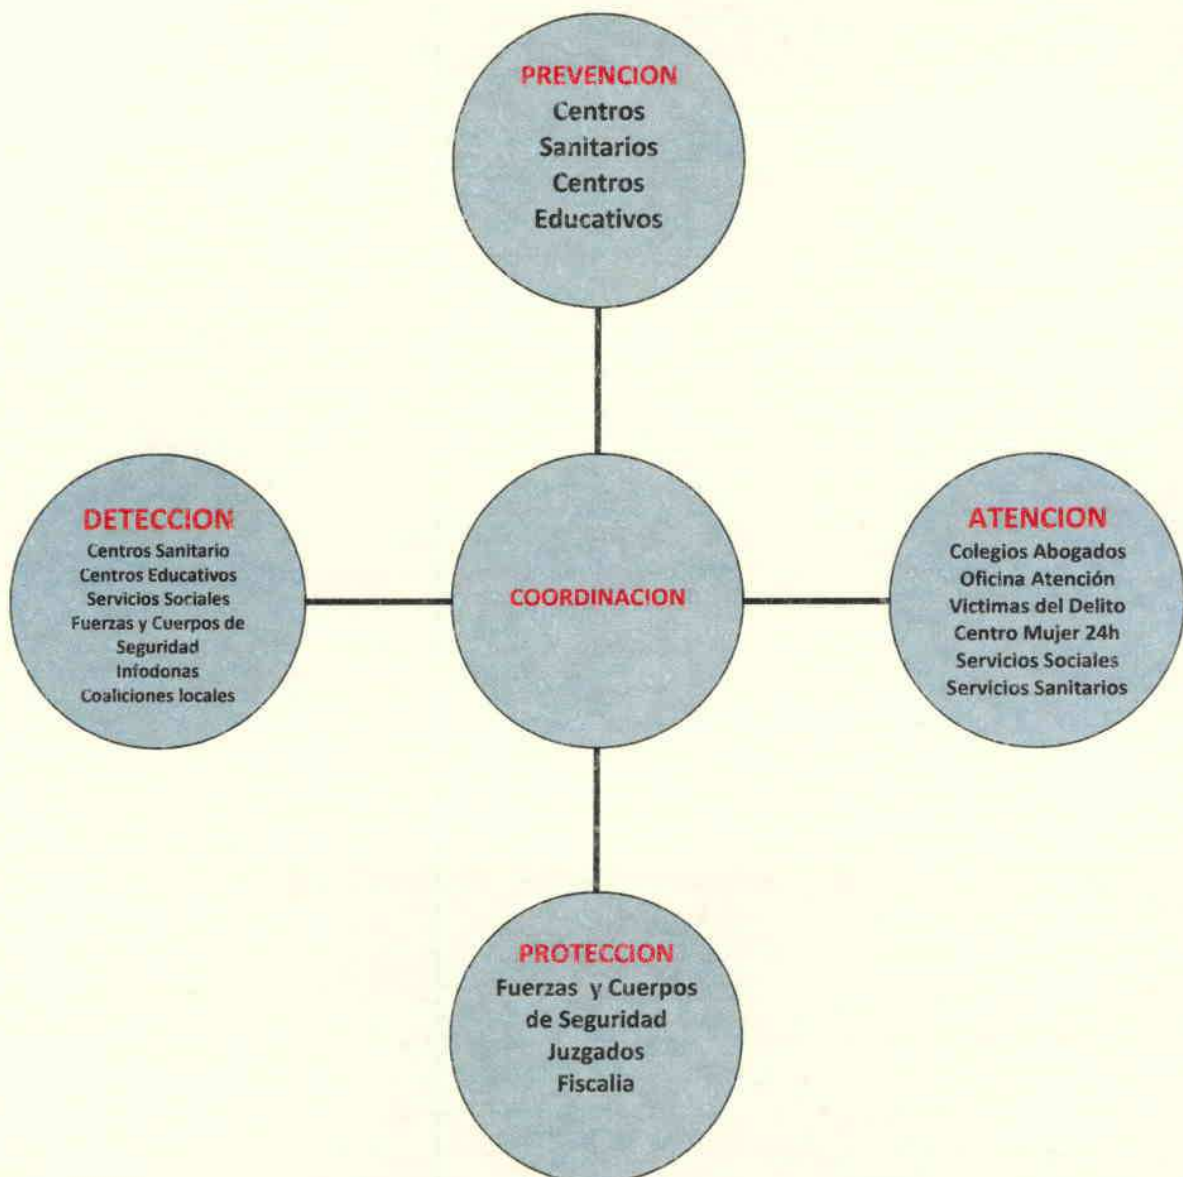 PREVENCION
Centros
Sanitarios
Centros
Educativos
DETECCION
Centros Sanitario
Centros Educativos
Servicios Sociales
Fuerzas y Cuerpos de
Seguridad
Infodonas
Coaliciones locales
COORDINACION
ATENCION
Colegios Abogados
Oficina Atención
Victimas del Delito
Centro Mujer 24h
Servicios Sociales
Servicios Sanitarios
PROTECCION
Fuerzas y Cuerpos
de Seguridad
Juzgados
Fiscalia